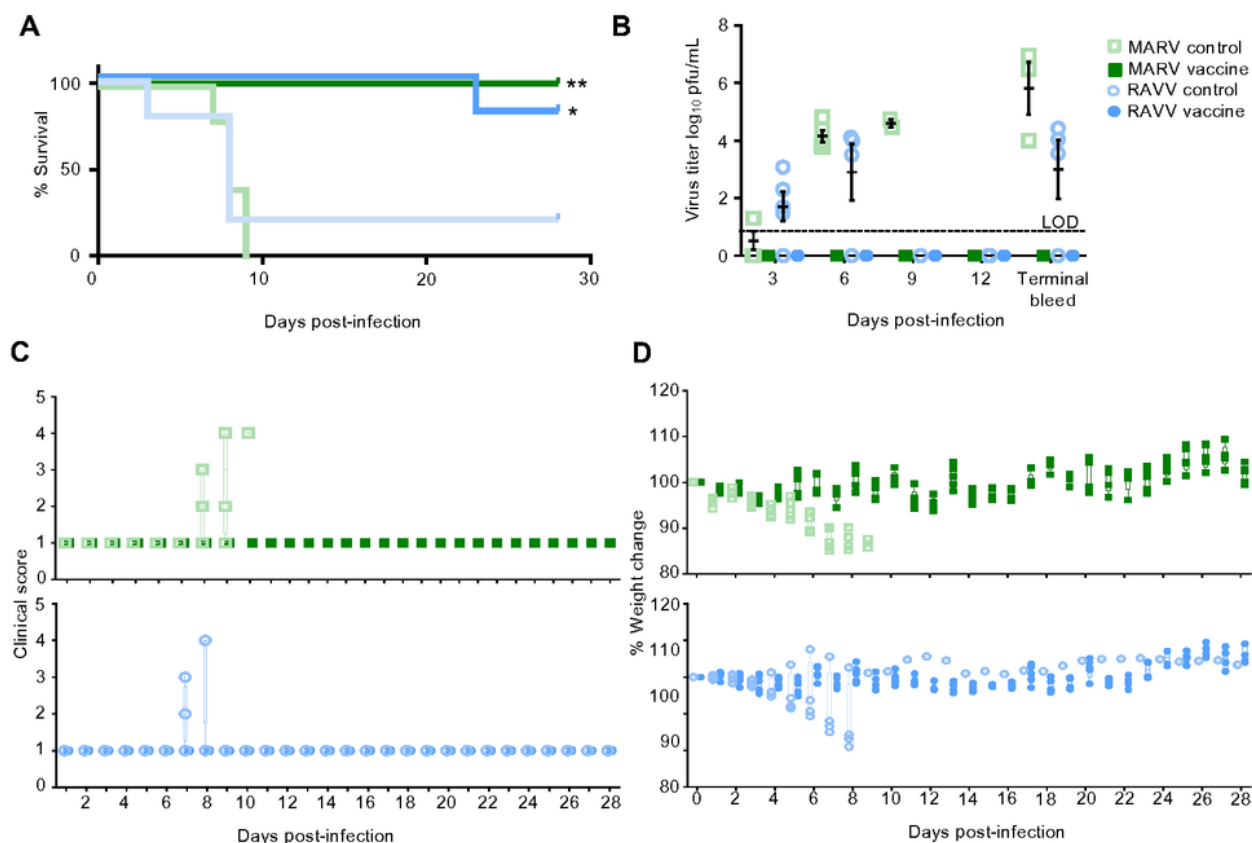 A
% Survival
100
50
0
0 10 20 30
Days post-infection
**
*
B
Virus titer log10 pfu/mL
8
6
4
2
0
LOD
3 6 9 12 Terminal
bleed
Days post-infection
MARV control
MARV vaccine
RAVV control
RAVV vaccine
C
Clinical score
5
4
3
2
1
0
5
4
3
2
1
0
2 4 6 8 10 12 14 16 18 20 22 24 26 28
Days post-infection
D
% Weight change
120
110
100
90
80
120
110
100
90
80
0 2 4 6 8 10 12 14 16 18 20 22 24 26 28
Days post-infection